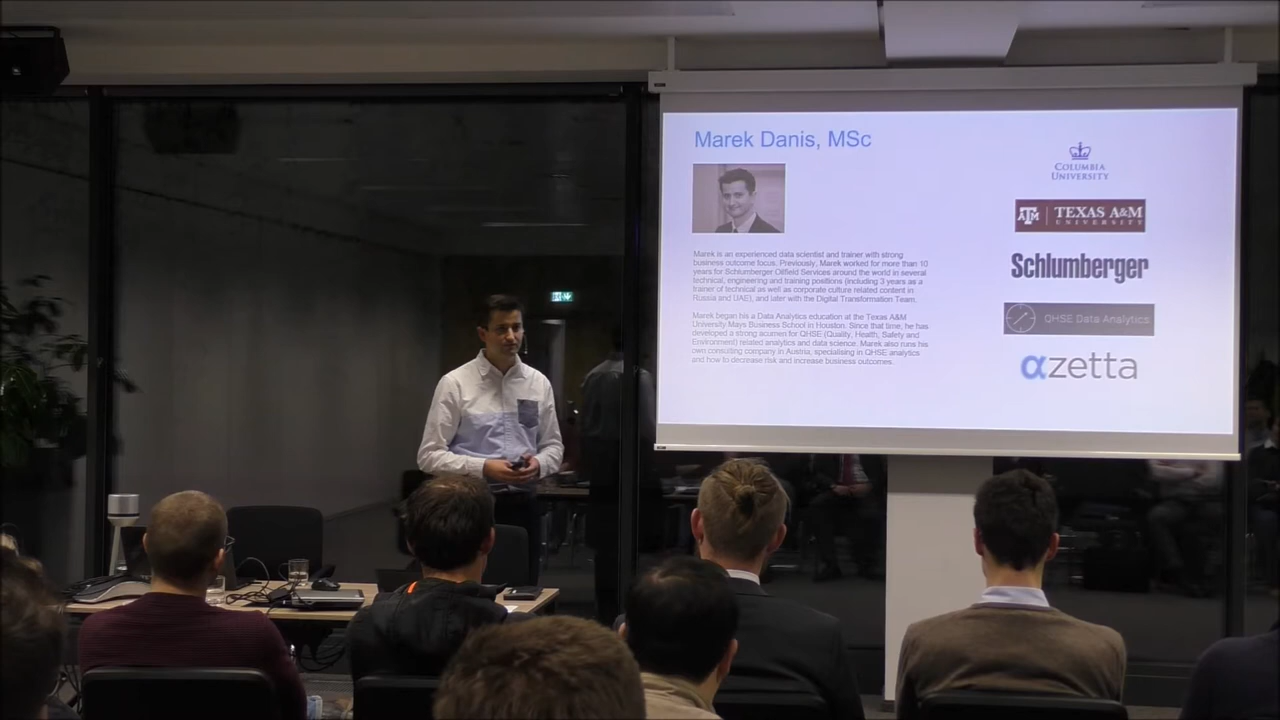 Marek Danis, MSc
Marek is an experienced data scientist and trainer with strong
business outcome focus. Previously, Marek worked for more than 10
years for Schlumberger Oilfield Services around the world in several
technical, engineering and training positions (including 3 years as a
trainer of technical as well as corporate culture related content in
Russia and UAE), and later with the Digital Transformation Team.
Marek began his a Data Analytics education at the Texas A&M
University Mays Business School in Houston. Since that time, he has
developed a strong acumen for QHSE (Quality, Health, Safety and
Environment) related analytics and data science. Marek also runs his
own consulting company in Austria, specialising in QHSE analytics
and how to decrease risk and increase business outcomes.
COLUMBIA
UNIVERSITY
ATM TEXAS A&M
UNIVERSITY
Schlumberger
QHSE Data Analytics
αzetta